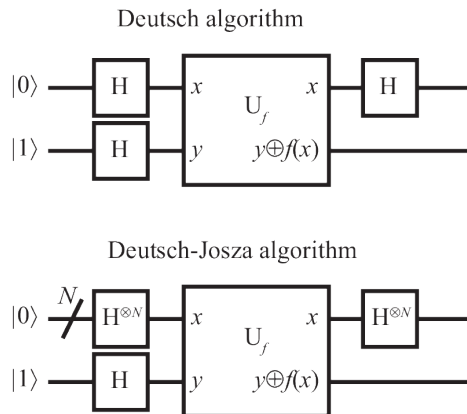 Deutsch algorithm
|0⟩ H x x H
U_f
|1⟩ H y y⊕f(x)
Deutsch-Josza algorithm
N
|0⟩ H^⊗N x x H^⊗N
U_f
|1⟩ H y y⊕f(x)